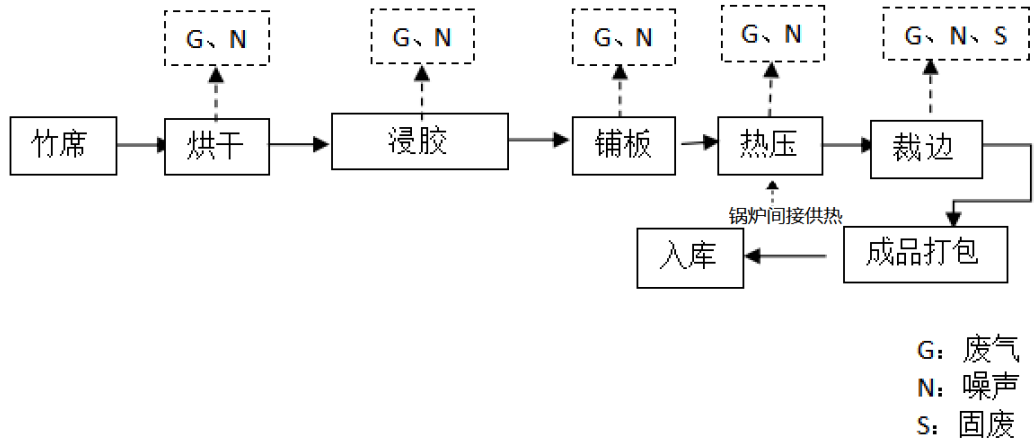 G、N
G、N
G、N
G、N
G、N、S
竹席
烘干
浸胶
铺板
热压
裁边
锅炉间接供热
入库
成品打包
G：废气
N：噪声
S：固废